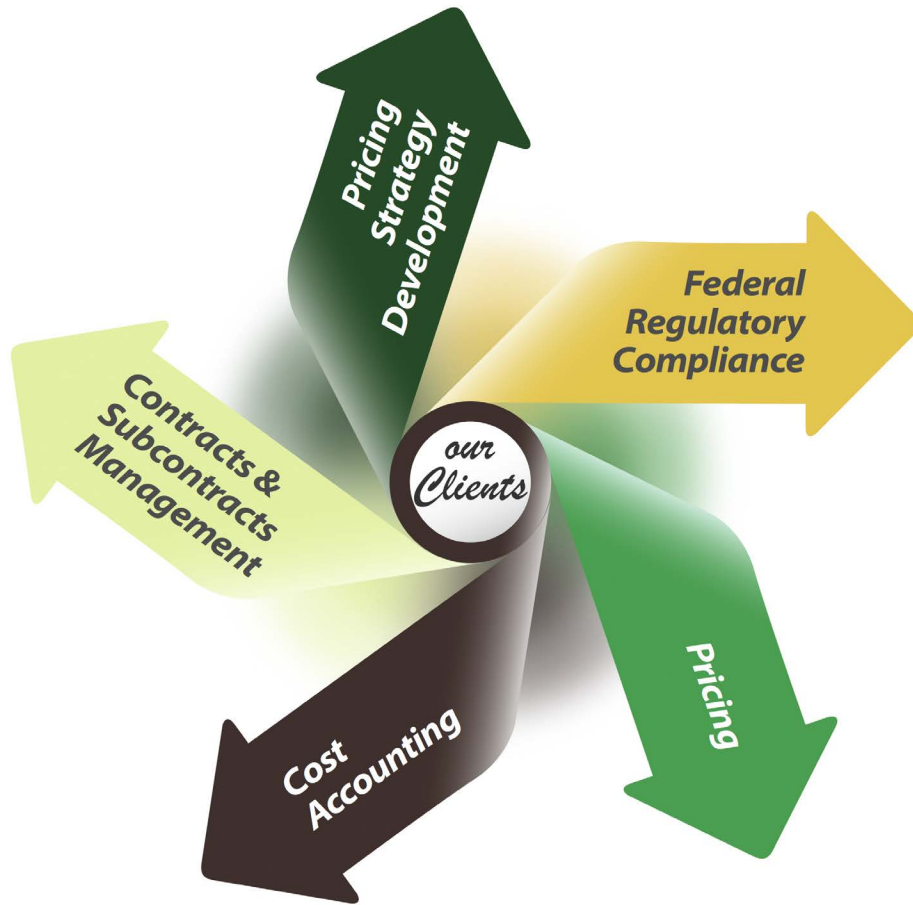 Pricing
Strategy
Development
Federal
Regulatory
Compliance
Contracts &
Subcontracts
Management
our
Clients
Pricing
Cost
Accounting